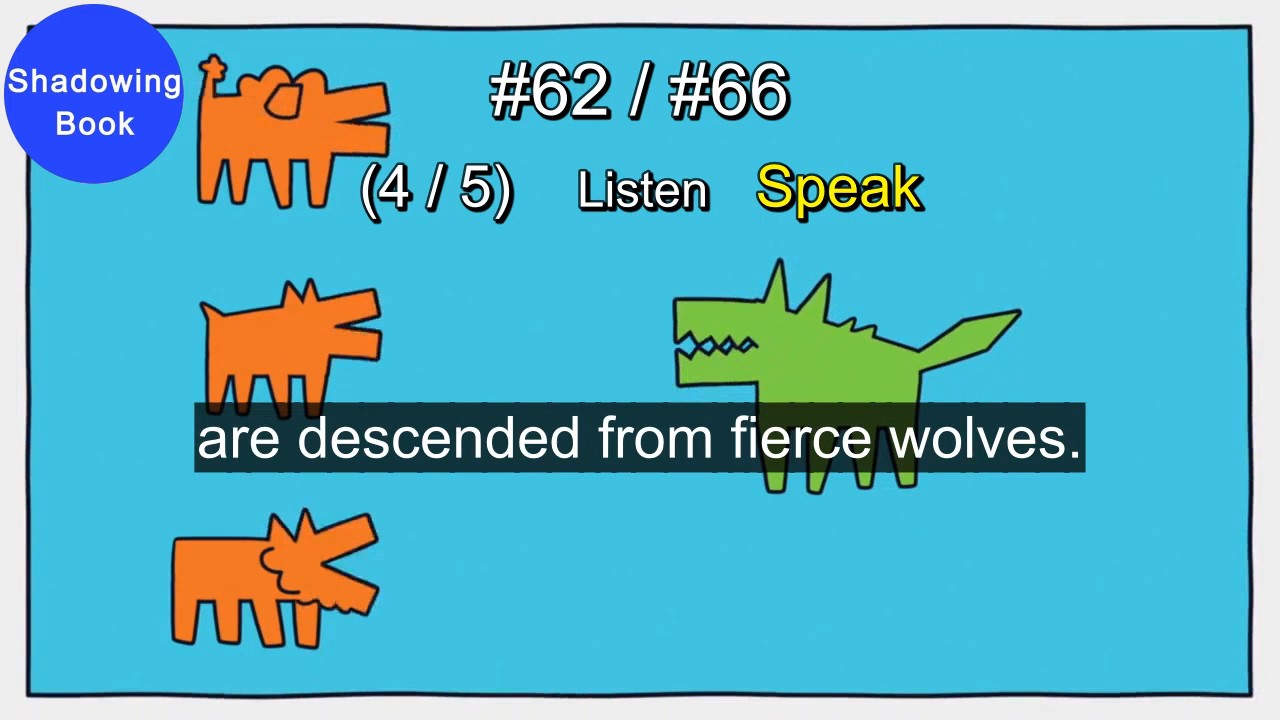 Shadowing
Book
#62 / #66
(4 / 5) Listen Speak
are descended from fierce wolves.